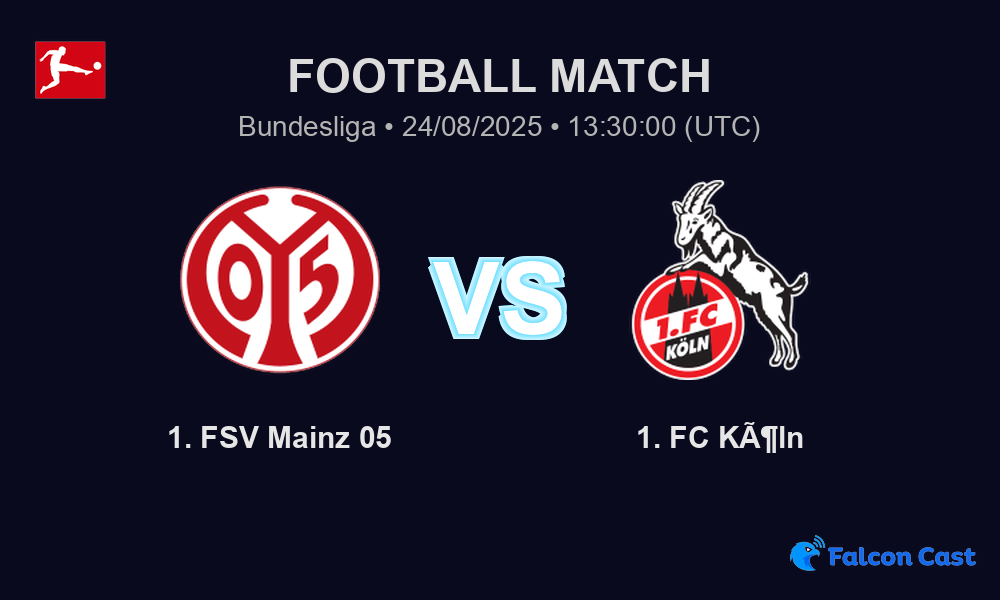 FOOTBALL MATCH
Bundesliga • 24/08/2025 • 13:30:00 (UTC)
05
VS
1.FC
KÖLN
1. FSV Mainz 05
1. FC KÃ¶ln
Falcon Cast